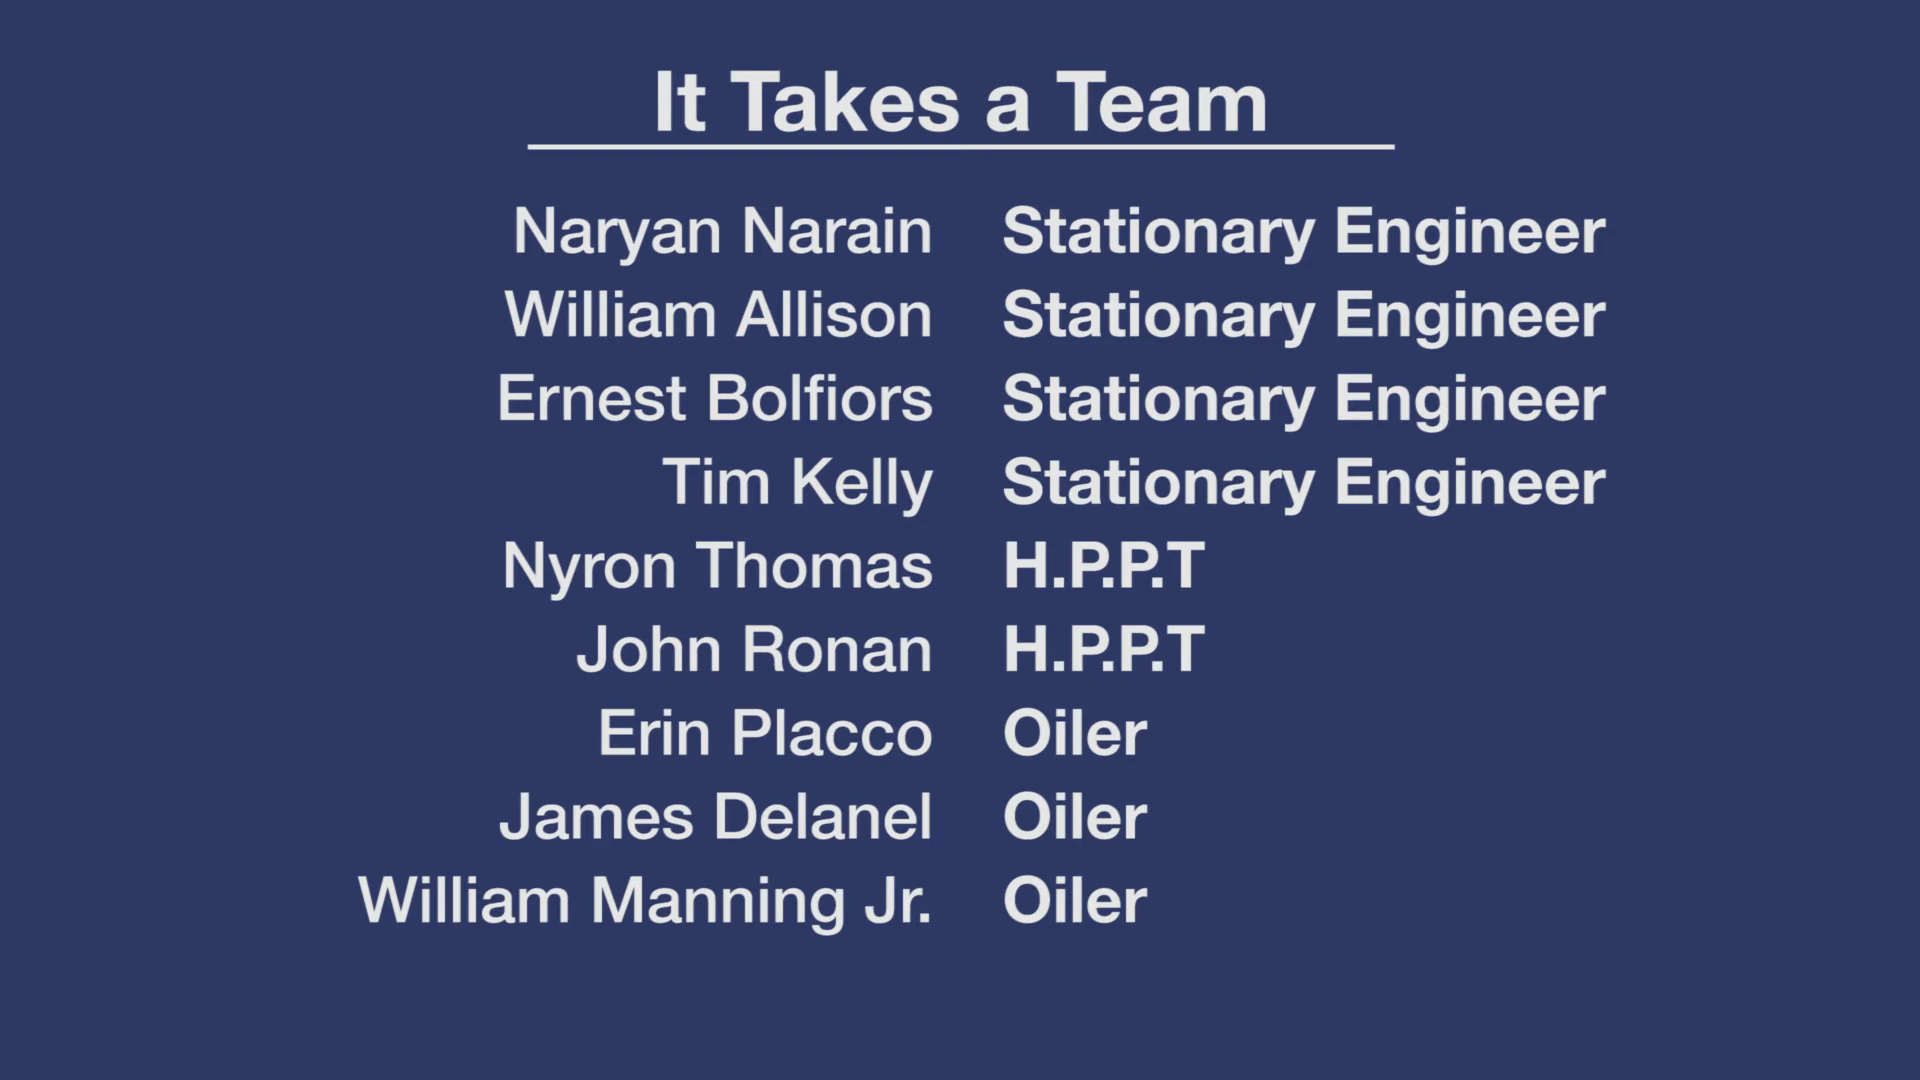 It Takes a Team
Naryan Narain Stationary Engineer
William Allison Stationary Engineer
Ernest Bolfiors Stationary Engineer
Tim Kelly Stationary Engineer
Nyron Thomas H.P.P.T
John Ronan H.P.P.T
Erin Placco Oiler
James Delanel Oiler
William Manning Jr. Oiler